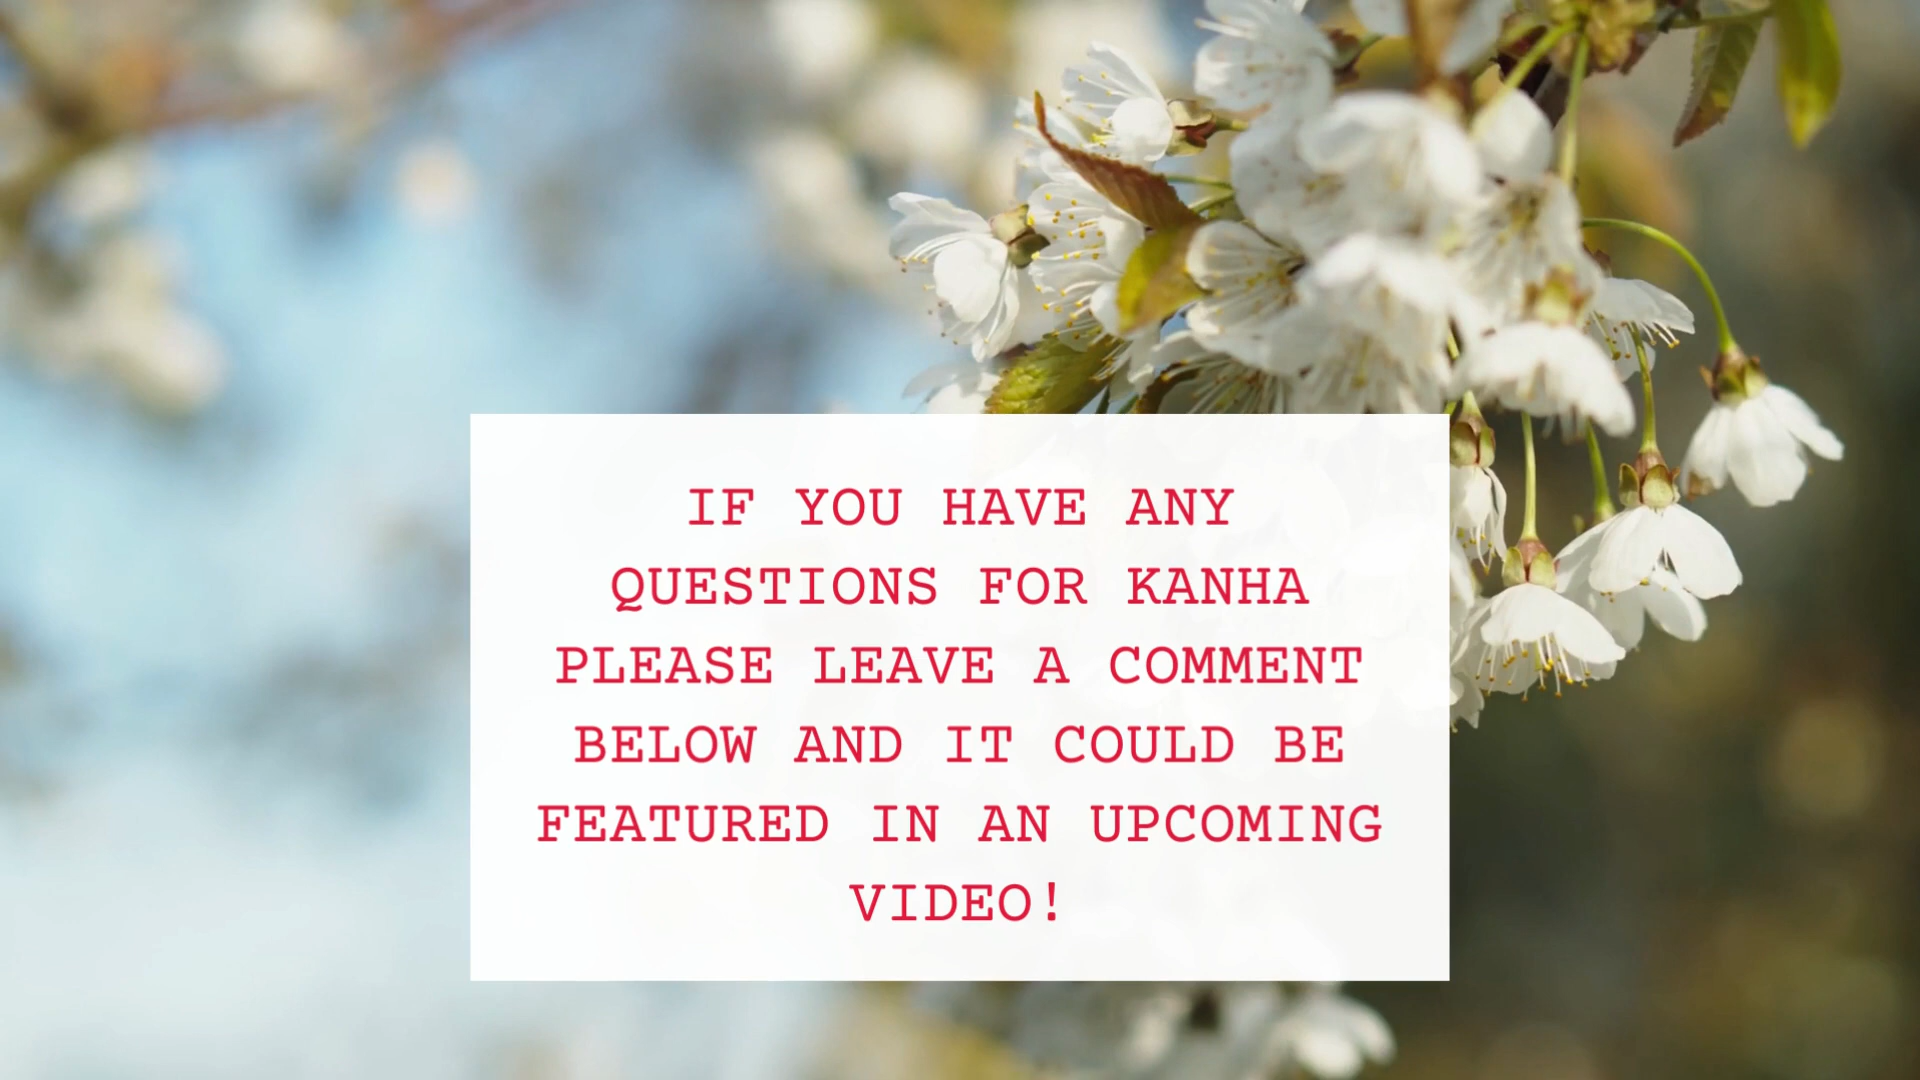 IF YOU HAVE ANY
QUESTIONS FOR KANHA
PLEASE LEAVE A COMMENT
BELOW AND IT COULD BE
FEATURED IN AN UPCOMING
VIDEO!